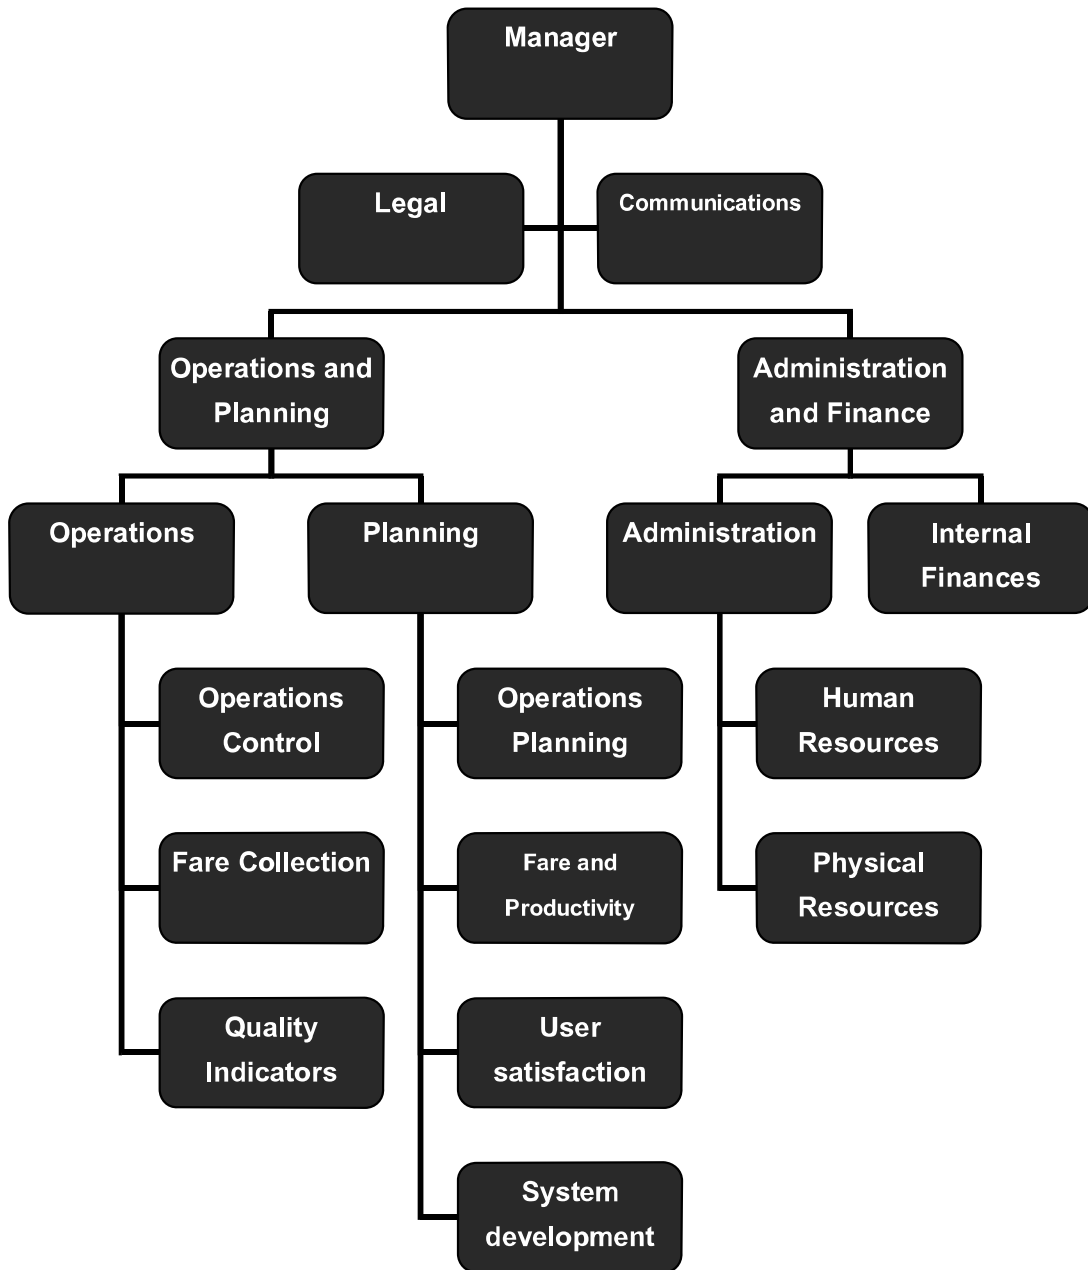 Manager
Legal
Communications
Operations and
Planning
Administration
and Finance
Operations
Planning
Administration
Internal
Finances
Operations
Control
Operations
Planning
Human
Resources
Fare Collection
Fare and
Productivity
Physical
Resources
Quality
Indicators
User
satisfaction
System
development